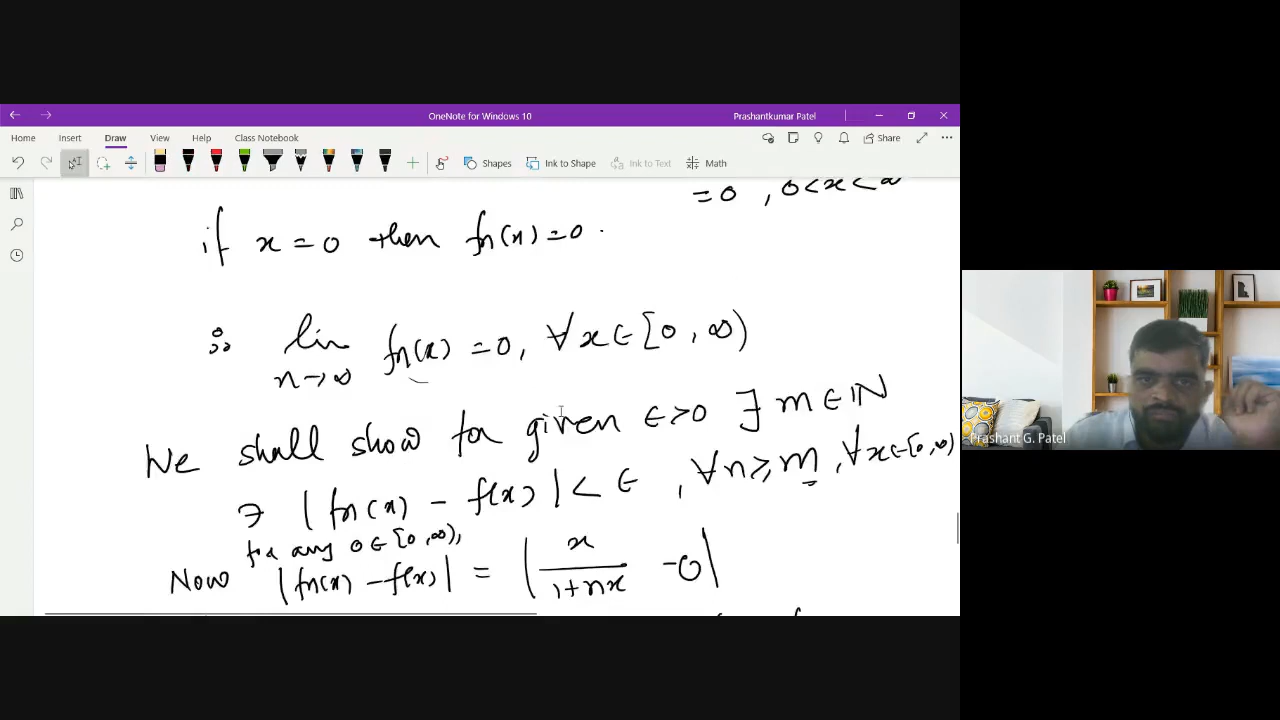 OneNote for Windows 10
Prashantkumar Patel
Home Insert Draw View Help Class Notebook
Share
Shapes Ink to Shape Ink to Text Math
= 0 , 0 < x < ∞
if x = 0 then fn(x) = 0 .
∴ lim fn(x) = 0, ∀ x ∈ [0, ∞)
n → ∞
We shall show for given ∈ > 0 ∃ m ∈ ℕ
∋ | fn(x) - f(x) | < ∈ , ∀ n ≥ m , ∀ x ∈ [0, ∞)
for any 0 ∈ [0, ∞),
Now | fn(x) - f(x) | = | x / 1 + nx - 0 |
Prashant G. Patel